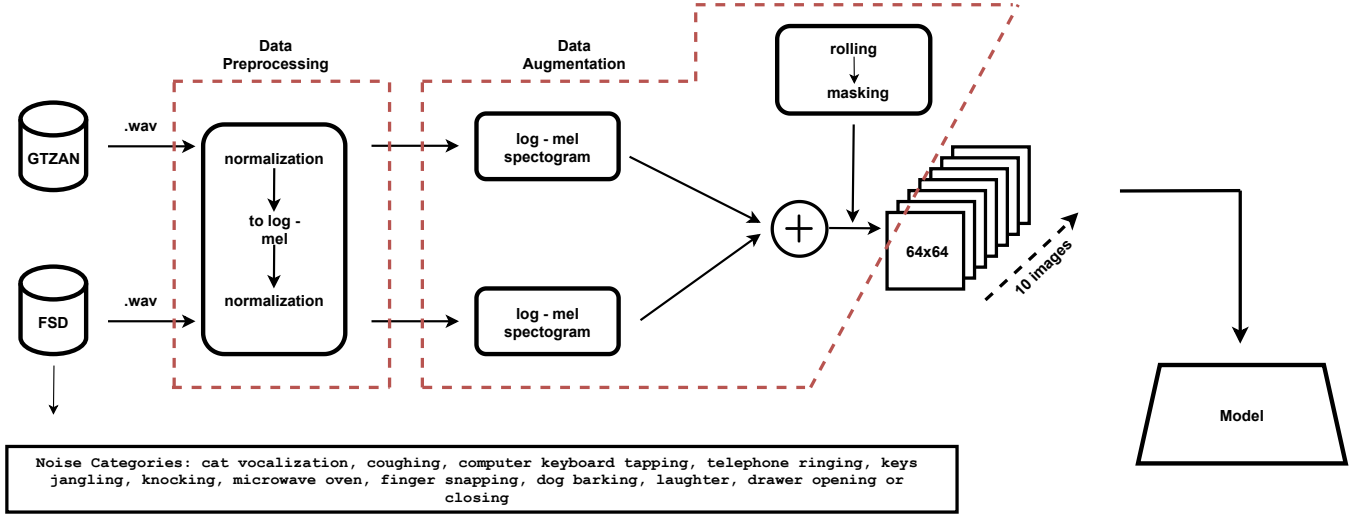 Data
Preprocessing
Data
Augmentation
rolling
masking
GTZAN
.wav
normalization
to log -
mel
normalization
log - mel
spectogram
64x64
10 images
FSD
.wav
log - mel
spectogram
Model
Noise Categories: cat vocalization, coughing, computer keyboard tapping, telephone ringing, keys
jangling, knocking, microwave oven, finger snapping, dog barking, laughter, drawer opening or
closing